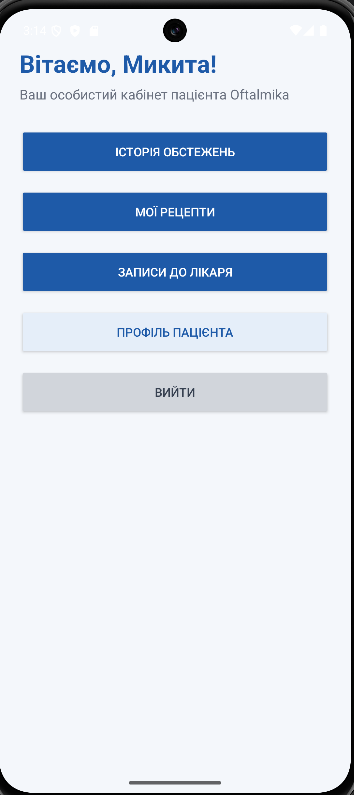 Вітаємо, Микита!
Ваш особистий кабінет пацієнта Oftalmika
ІСТОРІЯ ОБСТЕЖЕНЬ
МОЇ РЕЦЕПТИ
ЗАПИСИ ДО ЛІКАРЯ
ПРОФІЛЬ ПАЦІЄНТА
ВИЙТИ